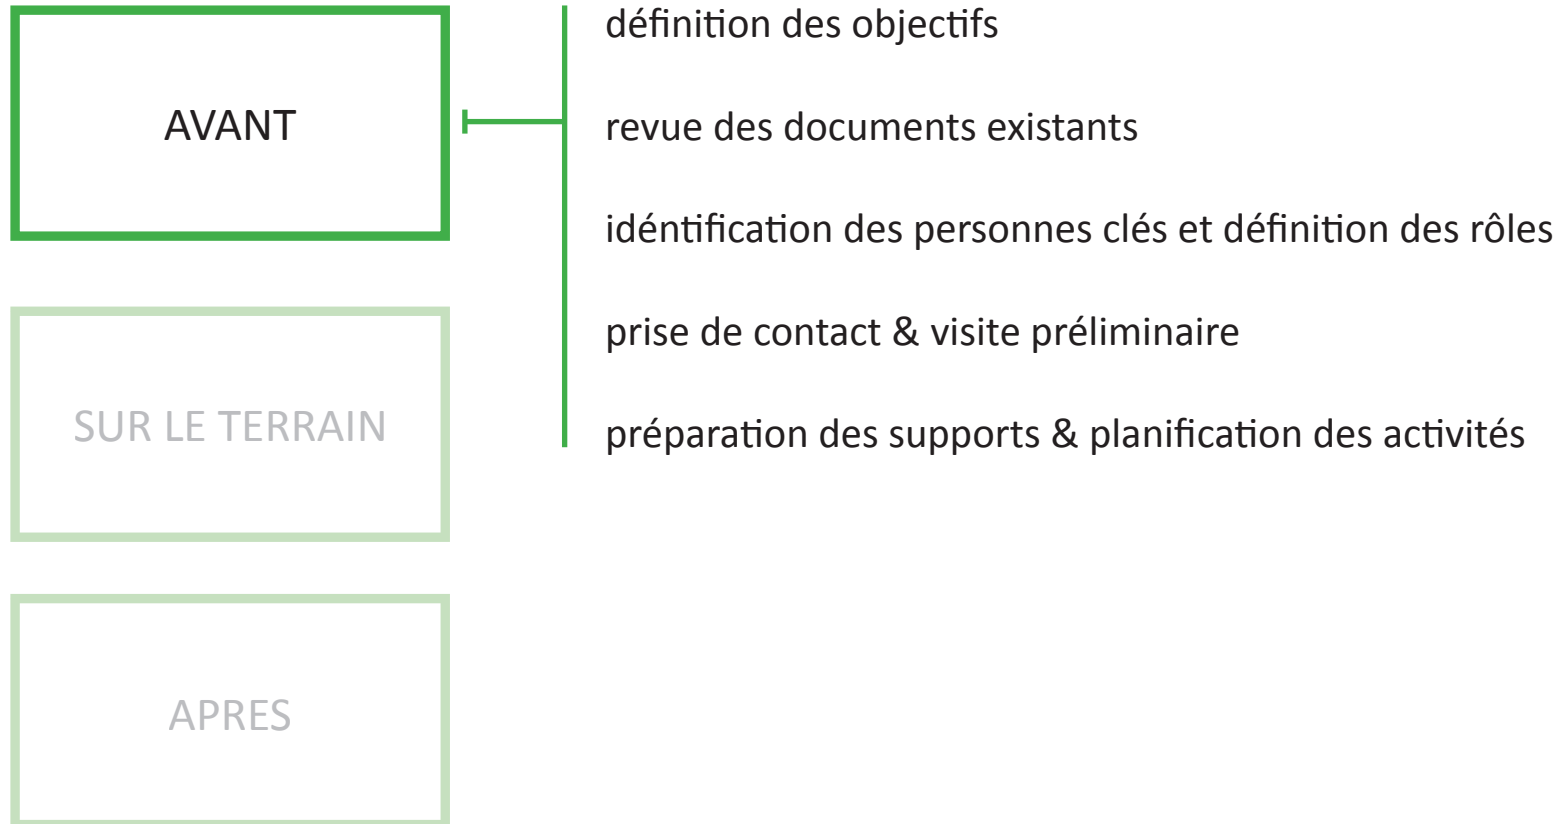 AVANT
définition des objectifs
revue des documents existants
idéntification des personnes clés et définition des rôles
prise de contact & visite préliminaire
préparation des supports & planification des activités
SUR LE TERRAIN
APRES